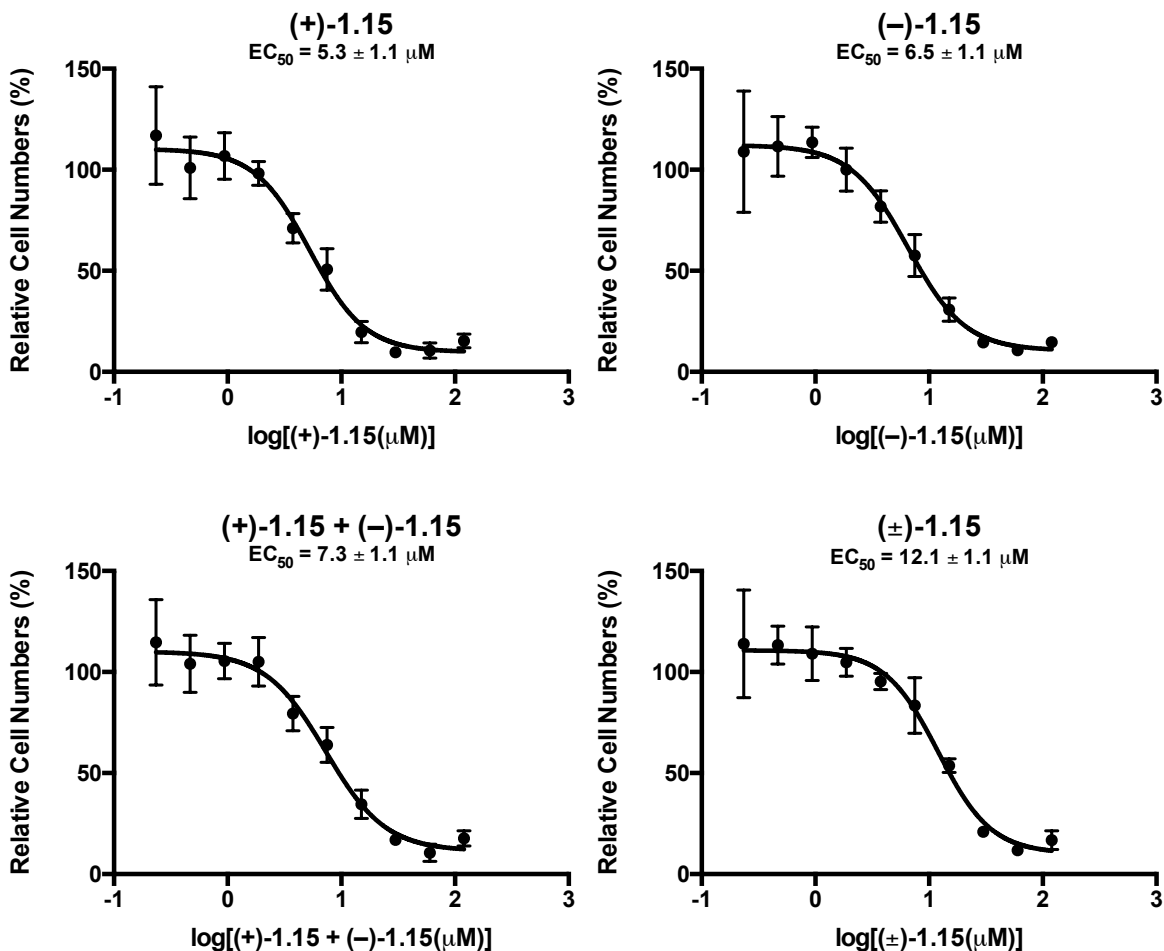 (+)-1.15
EC50 = 5.3 ± 1.1 μM
150
100
50
0
-1 0 1 2 3
Relative Cell Numbers (%)
log[(+)-1.15(μM)]
(–)-1.15
EC50 = 6.5 ± 1.1 μM
150
100
50
0
-1 0 1 2 3
Relative Cell Numbers (%)
log[(–)-1.15(μM)]
(+)-1.15 + (–)-1.15
EC50 = 7.3 ± 1.1 μM
150
100
50
0
-1 0 1 2 3
Relative Cell Numbers (%)
log[(+)-1.15 + (–)-1.15(μM)]
(±)-1.15
EC50 = 12.1 ± 1.1 μM
150
100
50
0
-1 0 1 2 3
Relative Cell Numbers (%)
log[(±)-1.15(μM)]